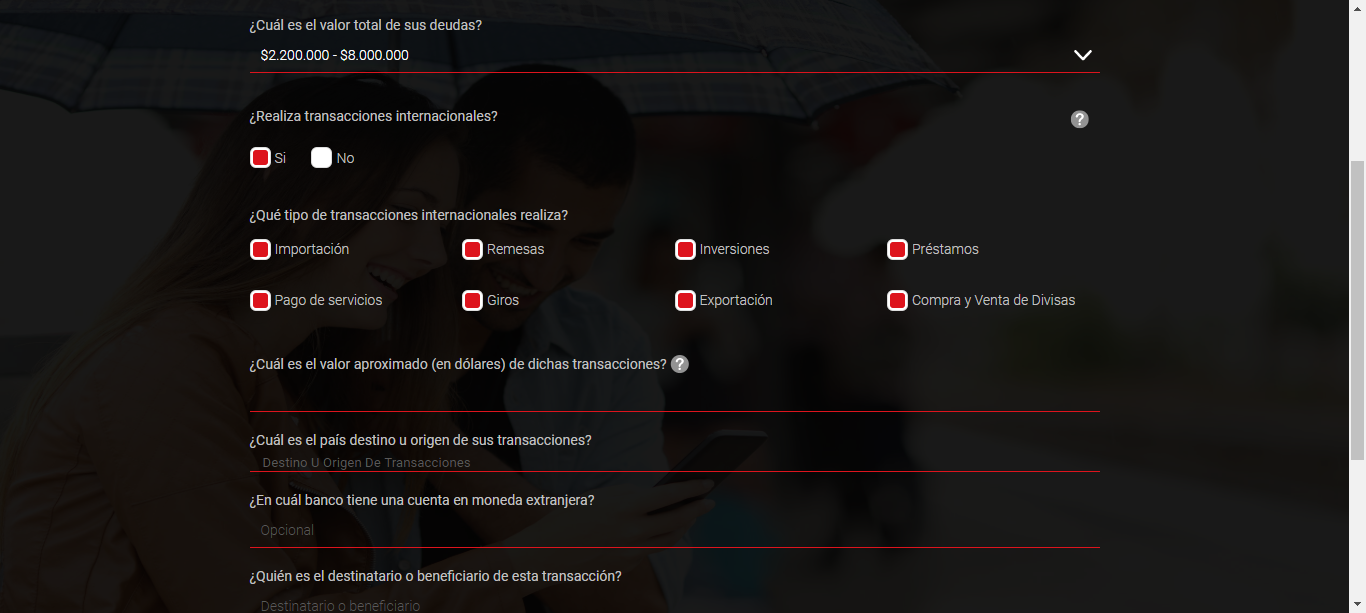 ¿Cuál es el valor total de sus deudas?
$2.200.000 - $8.000.000
¿Realiza transacciones internacionales?
?
Si No
¿Qué tipo de transacciones internacionales realiza?
Importación Remesas Inversiones Préstamos
Pago de servicios Giros Exportación Compra y Venta de Divisas
¿Cuál es el valor aproximado (en dólares) de dichas transacciones? ?
¿Cuál es el país destino u origen de sus transacciones?
Destino U Origen De Transacciones
¿En cuál banco tiene una cuenta en moneda extranjera?
Opcional
¿Quién es el destinatario o beneficiario de esta transacción?
Destinatario o beneficiario